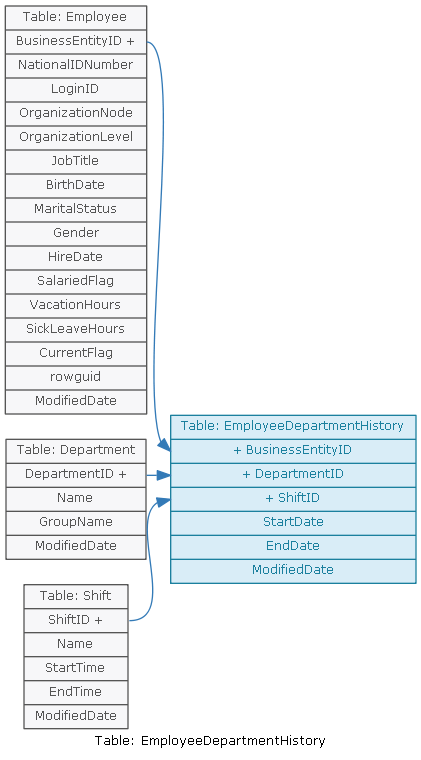 Table: Employee
BusinessEntityID +
NationalIDNumber
LoginID
OrganizationNode
OrganizationLevel
JobTitle
BirthDate
MaritalStatus
Gender
HireDate
SalariedFlag
VacationHours
SickLeaveHours
CurrentFlag
rowguid
ModifiedDate
Table: Department
DepartmentID +
Name
GroupName
ModifiedDate
Table: Shift
ShiftID +
Name
StartTime
EndTime
ModifiedDate
Table: EmployeeDepartmentHistory
+ BusinessEntityID
+ DepartmentID
+ ShiftID
StartDate
EndDate
ModifiedDate
Table: EmployeeDepartmentHistory